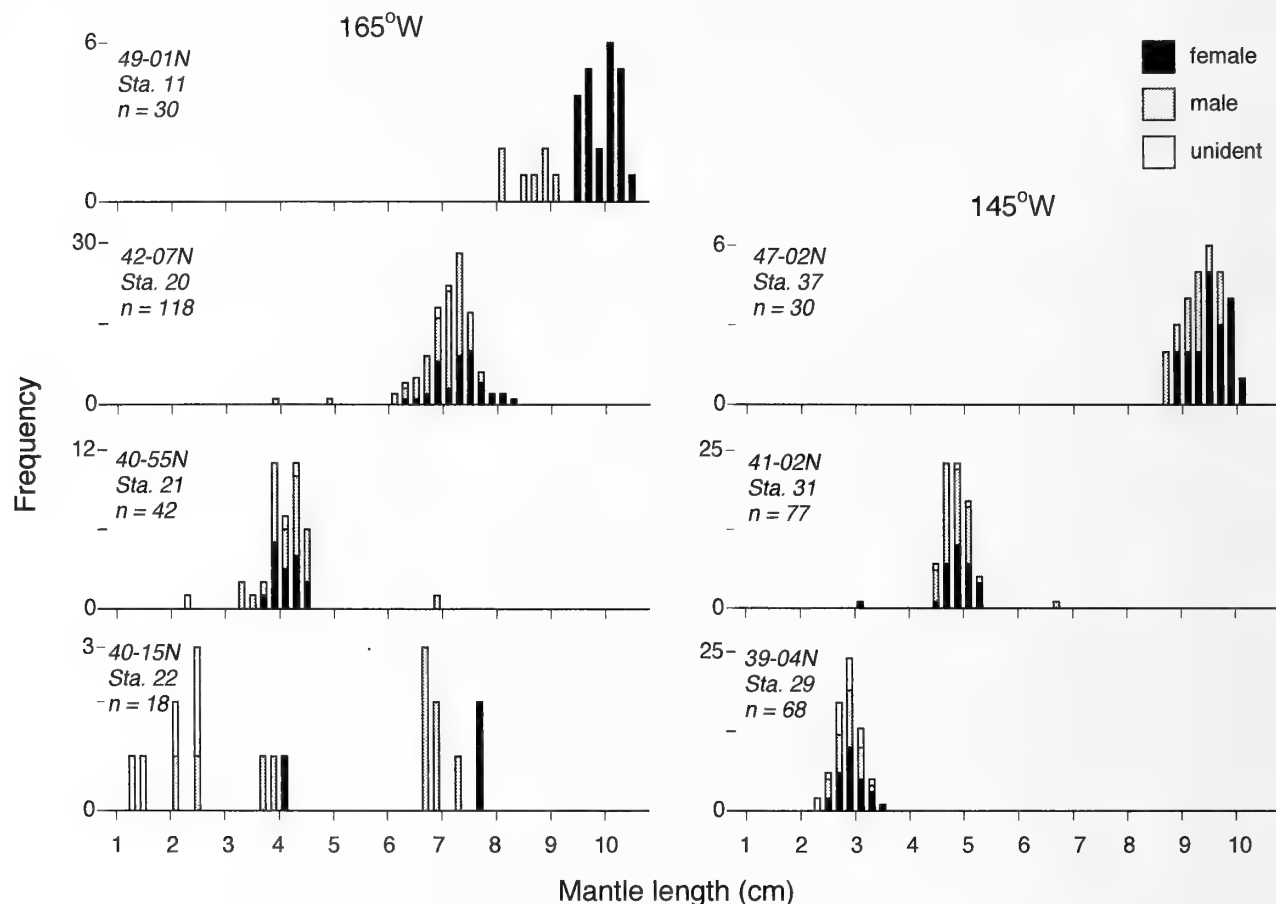 165°W
6
49-01N
Sta. 11
n = 30
0
female
male
unident
30
42-07N
Sta. 20
n = 118
0
145°W
6
47-02N
Sta. 37
n = 30
0
12
40-55N
Sta. 21
n = 42
0
25
41-02N
Sta. 31
n = 77
0
3
40-15N
Sta. 22
n = 18
0
25
39-04N
Sta. 29
n = 68
0
Frequency
1 2 3 4 5 6 7 8 9 10
1 2 3 4 5 6 7 8 9 10
Mantle length (cm)